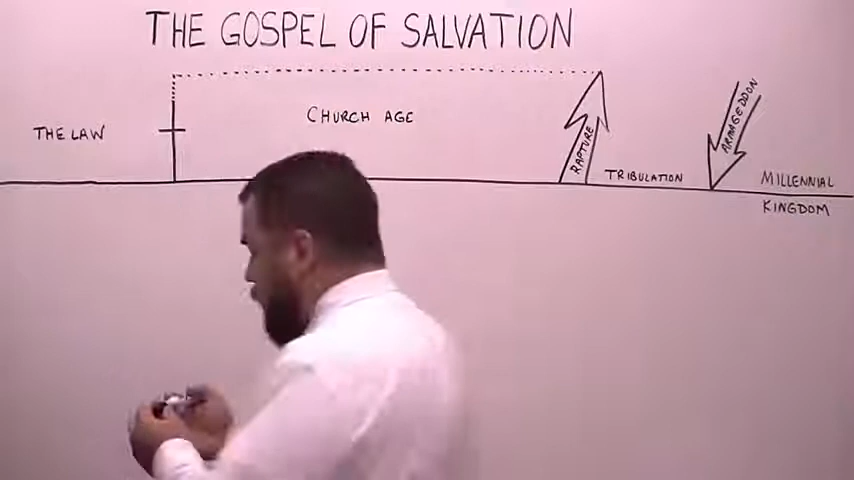 THE GOSPEL OF SALVATION
THE LAW
CHURCH AGE
RAPTURE
TRIBULATION
ARMAGEDDON
MILLENNIAL
KINGDOM